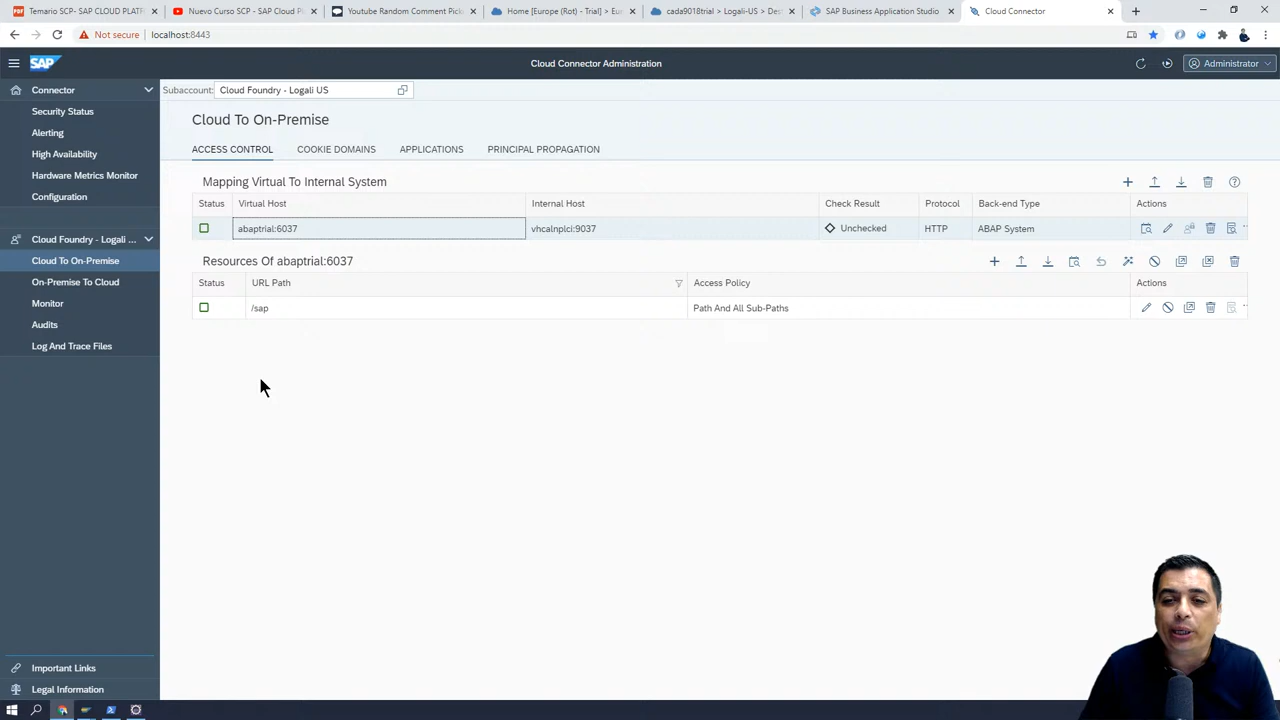 Temario SCP- SAP CLOUD PLATF
Nuevo Curso SCP - SAP Cloud Pl
Youtube Random Comment Picke
Home [Europe (Rot) - Trial] > Eur
cada9018trial > Logali-US > Des
SAP Business Application Studio
Cloud Connector
Not secure
localhost:8443
SAP
Cloud Connector Administration
Administrator
Connector
Security Status
Alerting
High Availability
Hardware Metrics Monitor
Configuration
Cloud Foundry - Logali ...
Cloud To On-Premise
On-Premise To Cloud
Monitor
Audits
Log And Trace Files
Important Links
Legal Information
Subaccount: Cloud Foundry - Logali US
Cloud To On-Premise
ACCESS CONTROL COOKIE DOMAINS APPLICATIONS PRINCIPAL PROPAGATION
Mapping Virtual To Internal System
Status Virtual Host Internal Host Check Result Protocol Back-end Type Actions
abaptrial:6037 vhcalnplci:9037 Unchecked HTTP ABAP System
Resources Of abaptrial:6037
Status URL Path Access Policy Actions
/sap Path And All Sub-Paths